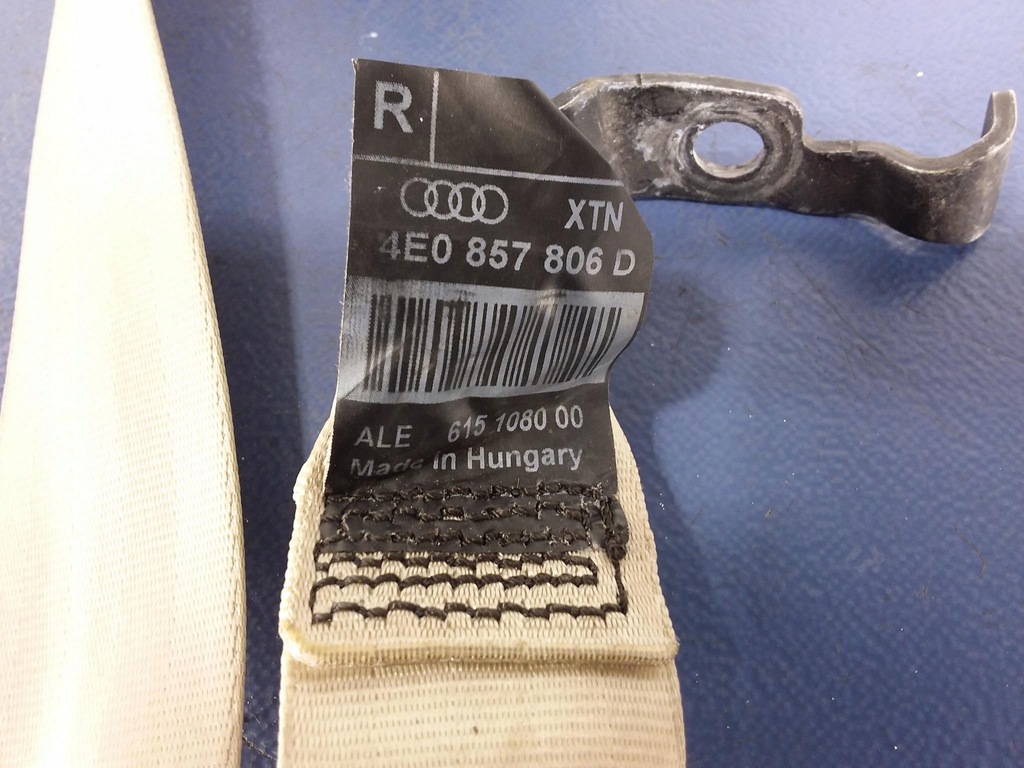 R
XTN
4E0 857 806 D
ALE 615 1080 00
Made in Hungary